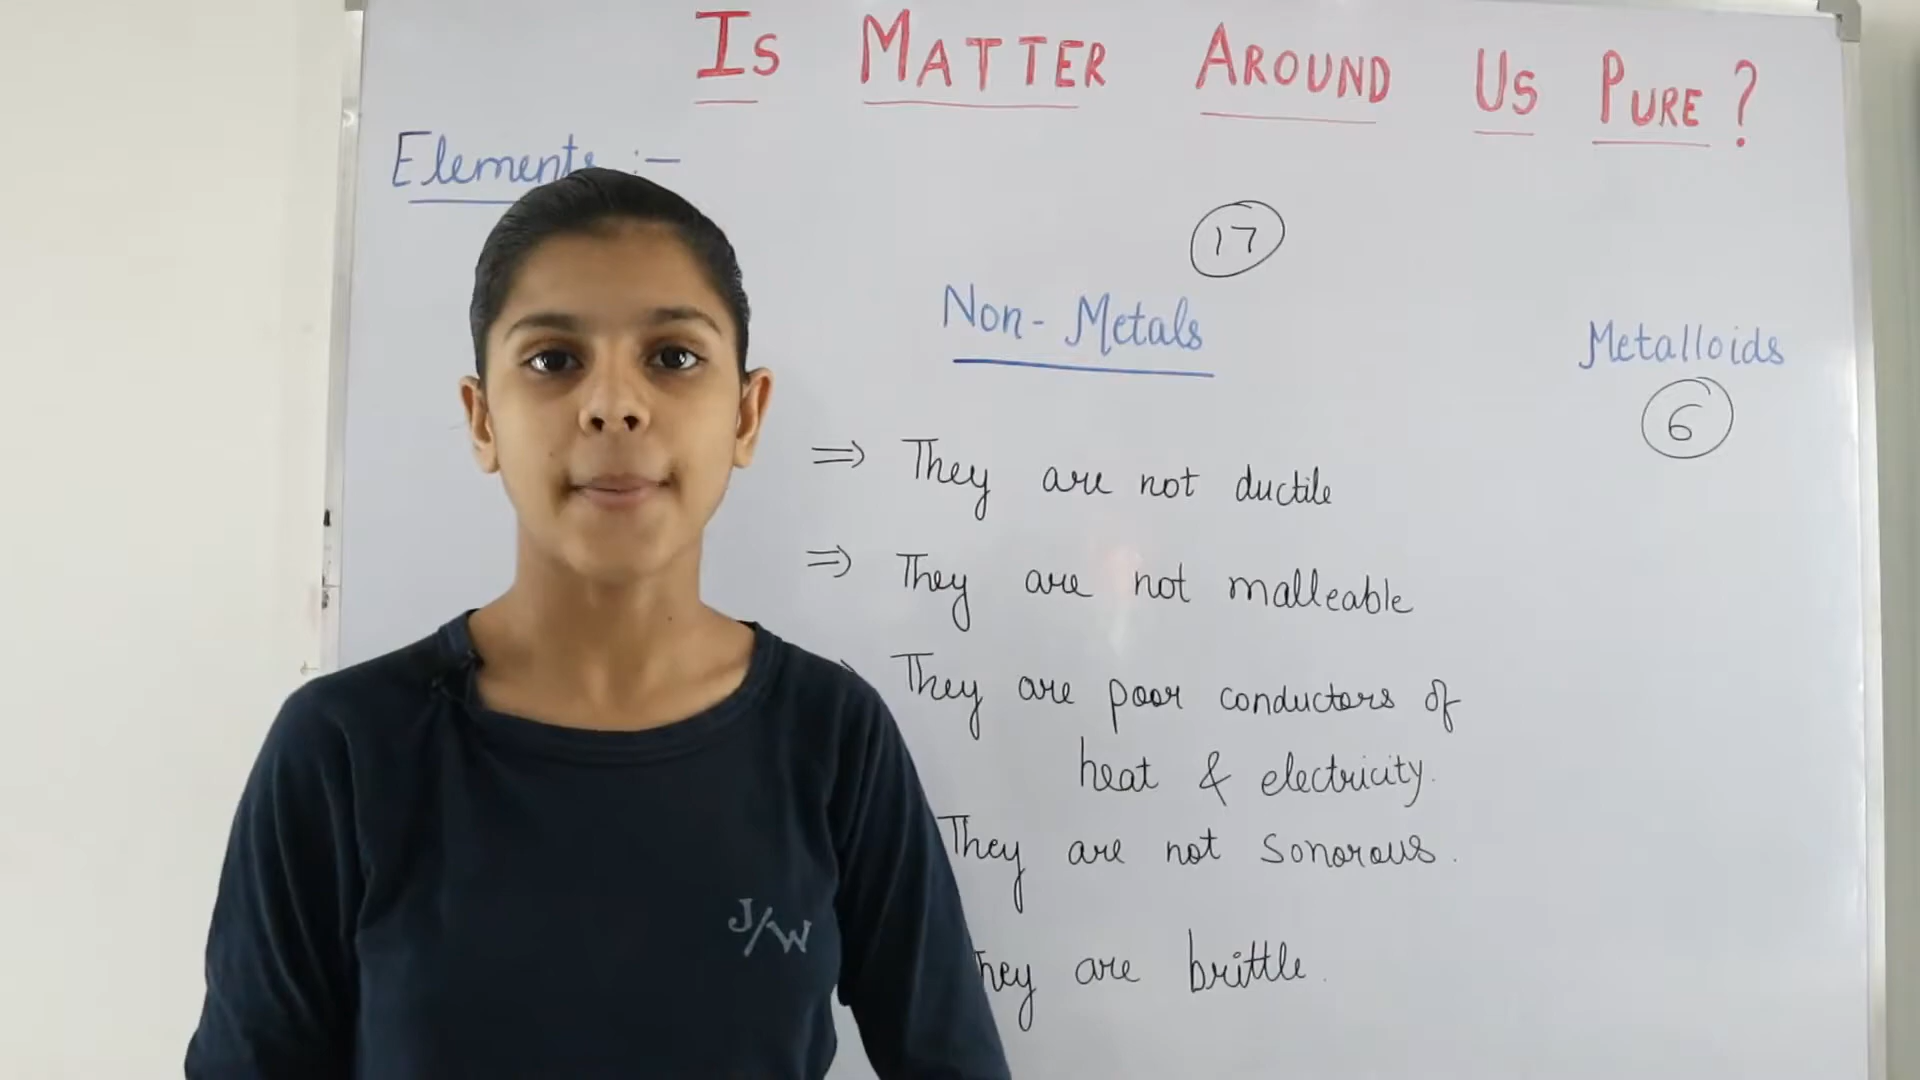 IS MATTER AROUND US PURE?
Elements :-
17
Non-Metals
Metalloids
6
⇒ They are not ductile
⇒ They are not malleable
They are poor conductors of
heat & electricity.
They are not sonorous.
hey are brittle.
J/W